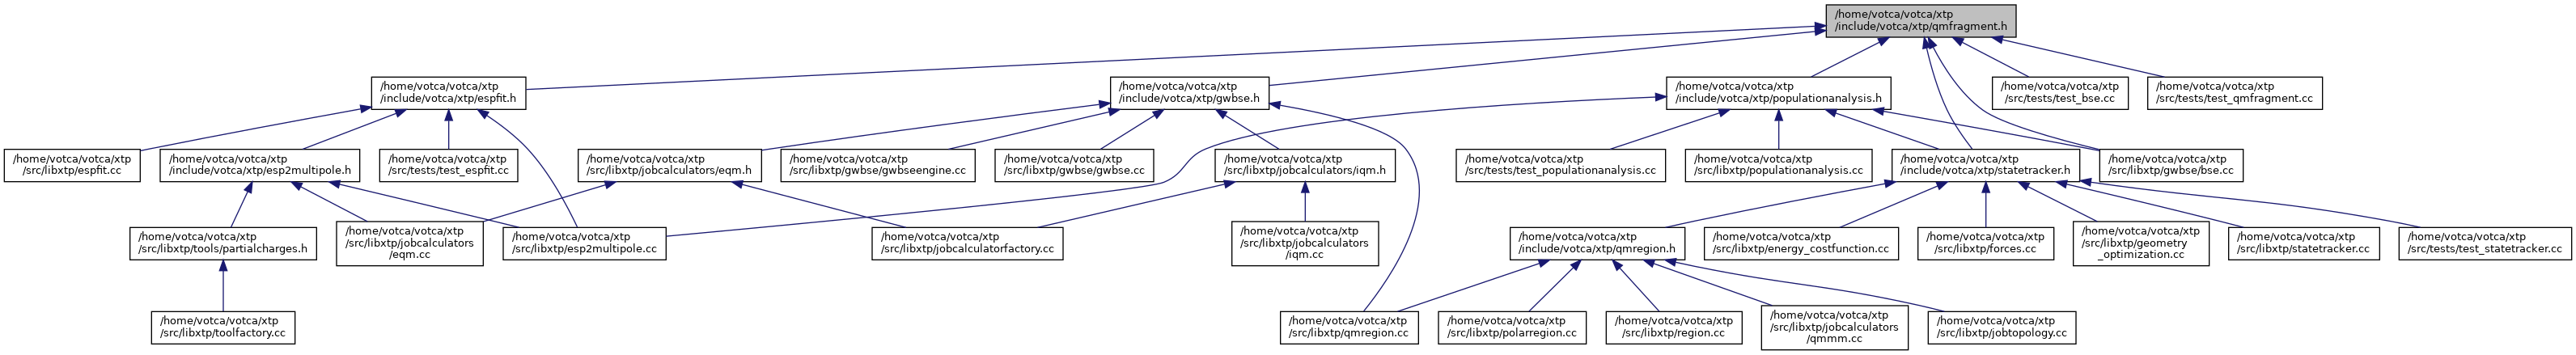 /home/votca/votca/xtp
/include/votca/xtp/qmfragment.h
/home/votca/votca/xtp
/include/votca/xtp/espfit.h
/home/votca/votca/xtp
/include/votca/xtp/gwbse.h
/home/votca/votca/xtp
/include/votca/xtp/populationanalysis.h
/home/votca/votca/xtp
/src/tests/test_bse.cc
/home/votca/votca/xtp
/src/tests/test_qmfragment.cc
/home/votca/votca/xtp
/src/libxtp/espfit.cc
/home/votca/votca/xtp
/include/votca/xtp/esp2multipole.h
/home/votca/votca/xtp
/src/tests/test_espfit.cc
/home/votca/votca/xtp
/src/libxtp/jobcalculators/eqm.h
/home/votca/votca/xtp
/src/libxtp/gwbse/gwbseengine.cc
/home/votca/votca/xtp
/src/libxtp/gwbse/gwbse.cc
/home/votca/votca/xtp
/src/libxtp/jobcalculators/iqm.h
/home/votca/votca/xtp
/src/tests/test_populationanalysis.cc
/home/votca/votca/xtp
/src/libxtp/populationanalysis.cc
/home/votca/votca/xtp
/include/votca/xtp/statetracker.h
/home/votca/votca/xtp
/src/libxtp/gwbse/bse.cc
/home/votca/votca/xtp
/src/libxtp/tools/partialcharges.h
/home/votca/votca/xtp
/src/libxtp/jobcalculators
/eqm.cc
/home/votca/votca/xtp
/src/libxtp/esp2multipole.cc
/home/votca/votca/xtp
/src/libxtp/jobcalculatorfactory.cc
/home/votca/votca/xtp
/src/libxtp/jobcalculators
/iqm.cc
/home/votca/votca/xtp
/include/votca/xtp/qmregion.h
/home/votca/votca/xtp
/src/libxtp/energy_costfunction.cc
/home/votca/votca/xtp
/src/libxtp/forces.cc
/home/votca/votca/xtp
/src/libxtp/geometry
_optimization.cc
/home/votca/votca/xtp
/src/libxtp/statetracker.cc
/home/votca/votca/xtp
/src/tests/test_statetracker.cc
/home/votca/votca/xtp
/src/libxtp/toolfactory.cc
/home/votca/votca/xtp
/src/libxtp/qmregion.cc
/home/votca/votca/xtp
/src/libxtp/polarregion.cc
/home/votca/votca/xtp
/src/libxtp/region.cc
/home/votca/votca/xtp
/src/libxtp/jobcalculators
/qmmm.cc
/home/votca/votca/xtp
/src/libxtp/jobtopology.cc